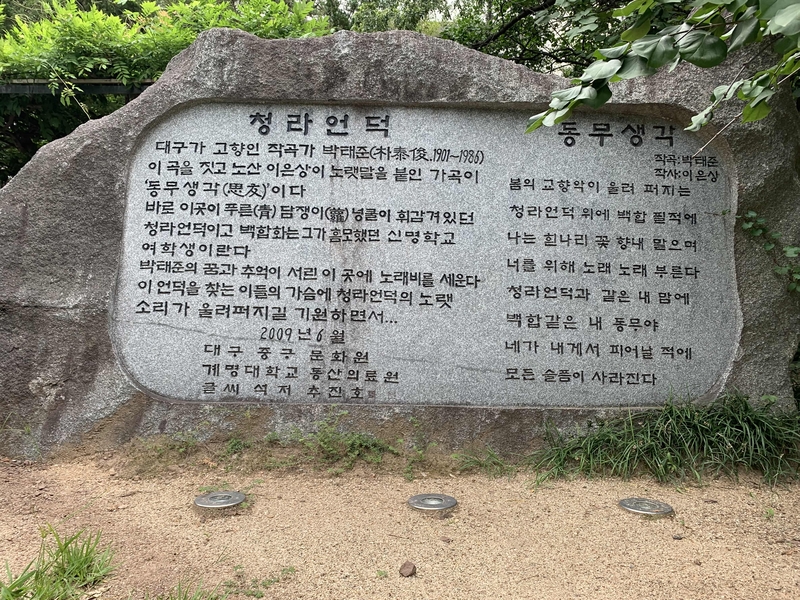 청라언덕
대구가 고향인 작곡가 박태준(朴泰俊.1901-1986)
이 곡을 짓고 노산 이은상이 노랫말을 붙인 가곡이
'동무생각(思友)'이다
바로 이곳이 푸른(靑) 담쟁이(蘿) 넝쿨이 휘감겨있던
청라언덕이고 백합화는 그가 흠모했던 신명학교
여학생이란다
박태준의 꿈과 추억이 서린 이 곳에 노래비를 세운다
이 언덕을 찾는 이들의 가슴에 청라언덕의 노랫
소리가 울려퍼지길 기원하면서...
2009년 6월
대구 중구 문화원
계명대학교 동산의료원
글씨 석저 추진호
동무생각
작곡:박태준
작사:이은상
봄의 교향악이 울려 퍼지는
청라언덕 위에 백합 필적에
나는 흰나리 꽃 향내 맡으며
너를 위해 노래 노래 부른다
청라언덕과 같은 내 맘에
백합같은 내 동무야
네가 내게서 피어날 적에
모든 슬픔이 사라진다